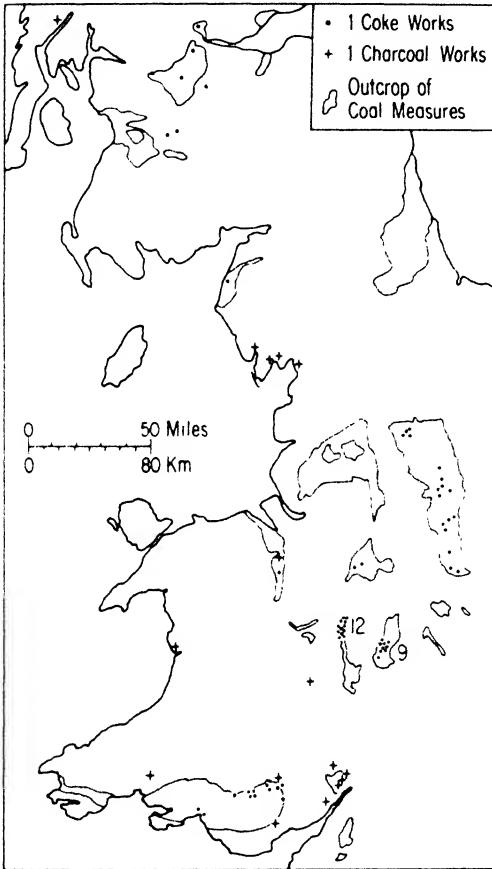 • 1 Coke Works
+ 1 Charcoal Works
Outcrop of
Coal Measures
0 50 Miles
0 80 Km
12
9